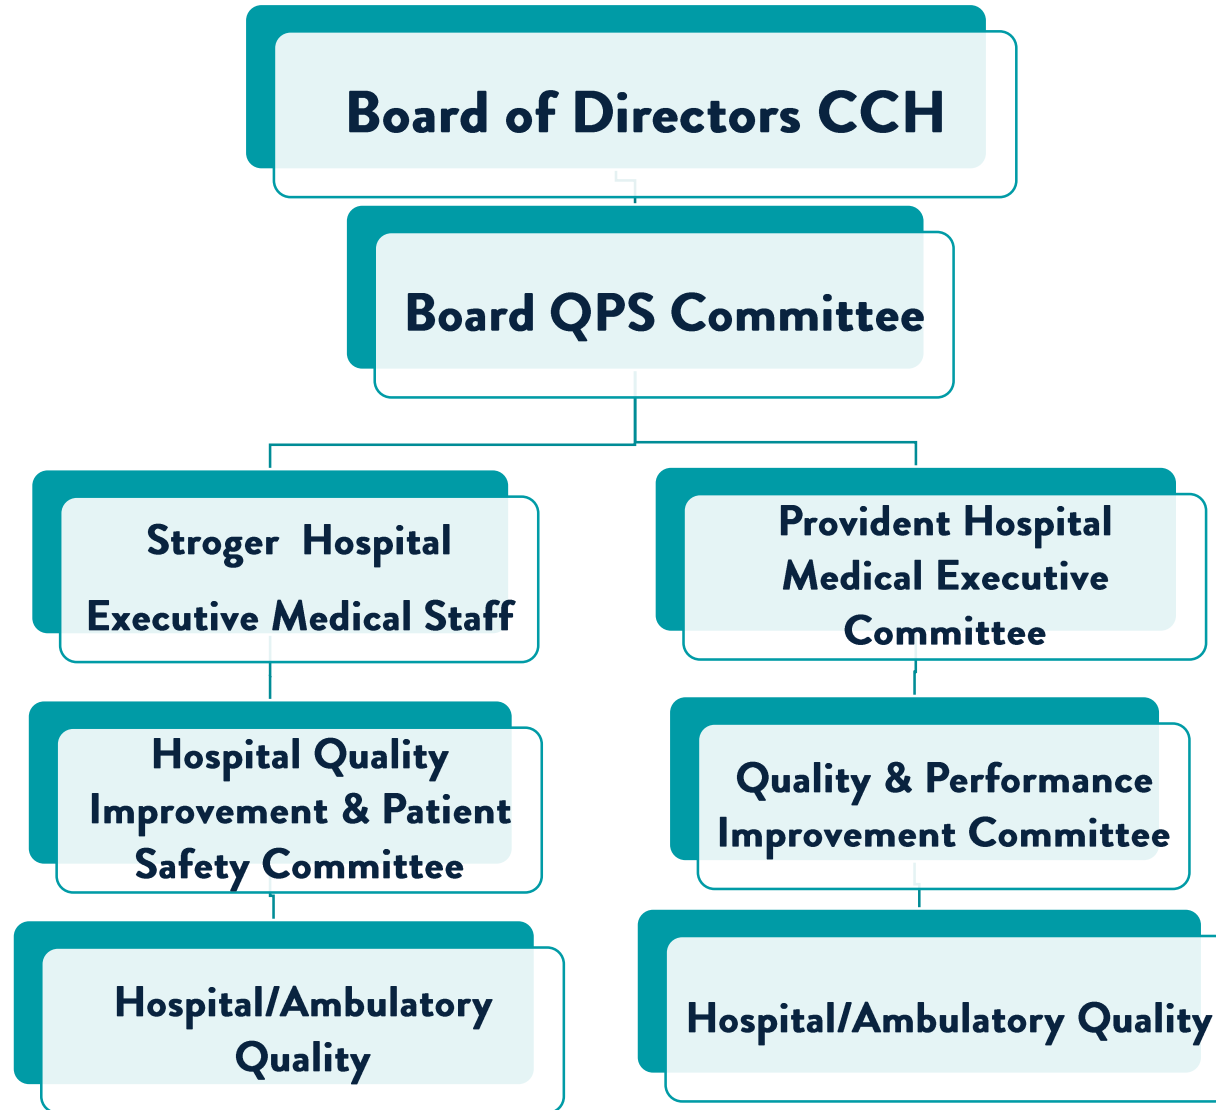 Board of Directors CCH
Board QPS Committee
Stroger Hospital
Executive Medical Staff
Provident Hospital
Medical Executive
Committee
Hospital Quality
Improvement & Patient
Safety Committee
Quality & Performance
Improvement Committee
Hospital/Ambulatory
Quality
Hospital/Ambulatory Quality